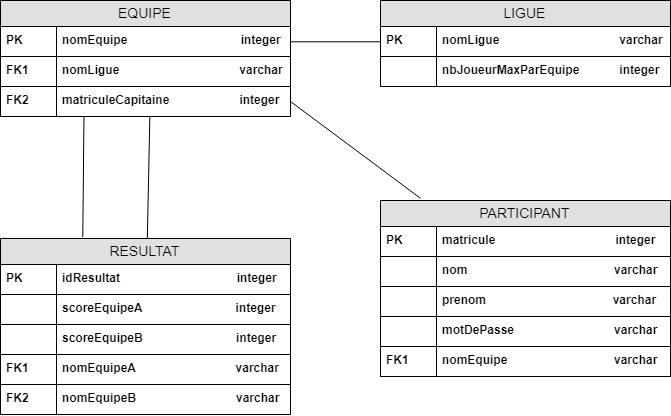 EQUIPE
PK nomEquipe integer
FK1 nomLigue varchar
FK2 matriculeCapitaine integer
LIGUE
PK nomLigue varchar
nbJoueurMaxParEquipe integer
RESULTAT
PK idResultat integer
scoreEquipeA integer
scoreEquipeB integer
FK1 nomEquipeA varchar
FK2 nomEquipeB varchar
PARTICIPANT
PK matricule integer
nom varchar
prenom varchar
motDePasse varchar
FK1 nomEquipe varchar